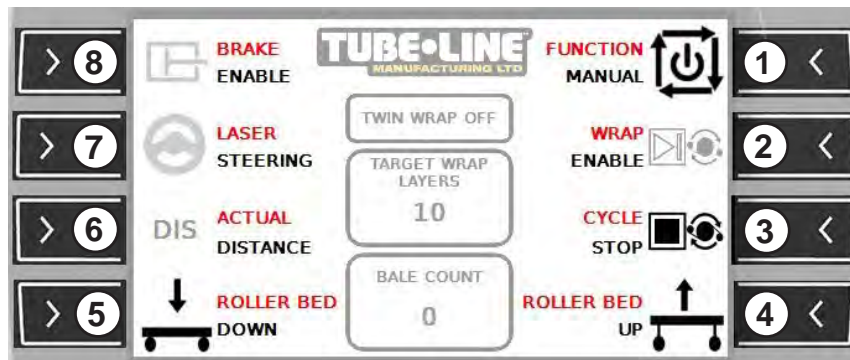 8
BRAKE
ENABLE
7
LASER
STEERING
6
DIS
ACTUAL
DISTANCE
5
ROLLER BED
DOWN
TUBE•LINE
MANUFACTURING LTD
TWIN WRAP OFF
TARGET WRAP
LAYERS
10
BALE COUNT
0
FUNCTION
MANUAL
1
WRAP
ENABLE
2
CYCLE
STOP
3
ROLLER BED
UP
4